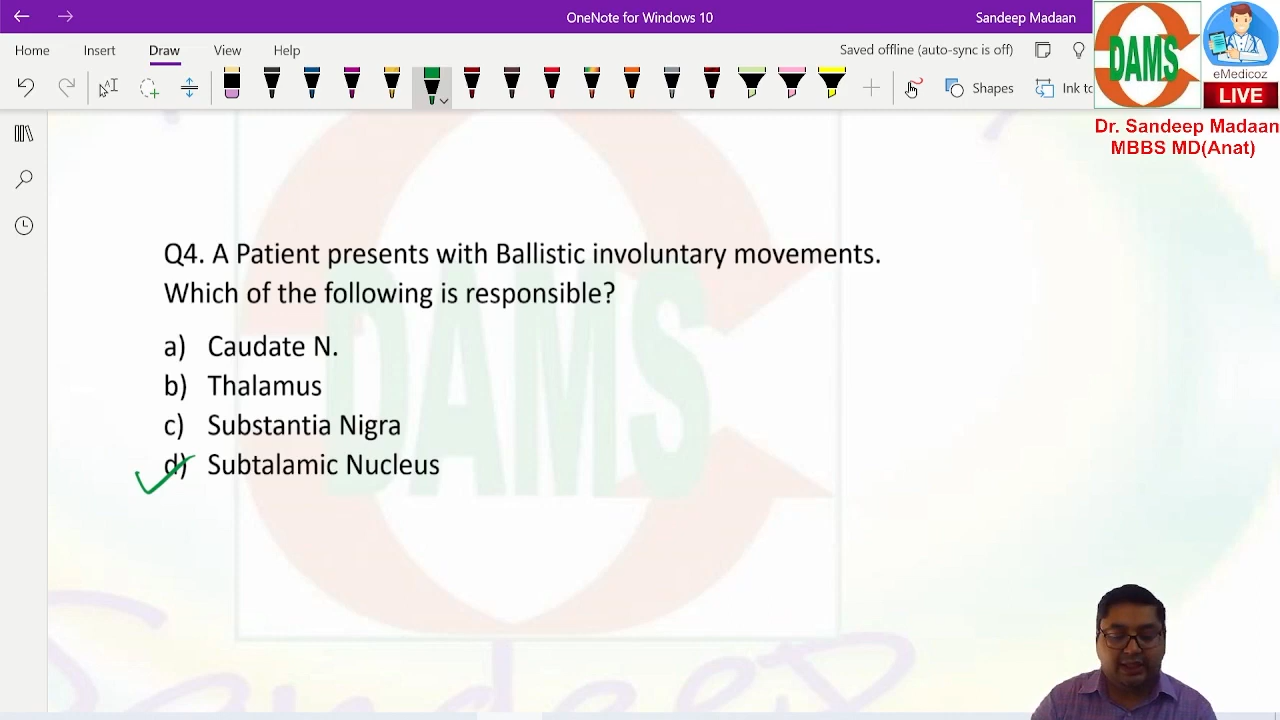 OneNote for Windows 10
Sandeep Madaan
Home Insert Draw View Help
Saved offline (auto-sync is off)
Shapes
Ink to
DAMS
eMedicoz
LIVE
Dr. Sandeep Madaan
MBBS MD(Anat)
Q4. A Patient presents with Ballistic involuntary movements.
Which of the following is responsible?
a) Caudate N.
b) Thalamus
c) Substantia Nigra
d) Subtalamic Nucleus
DAMS
Sandeep